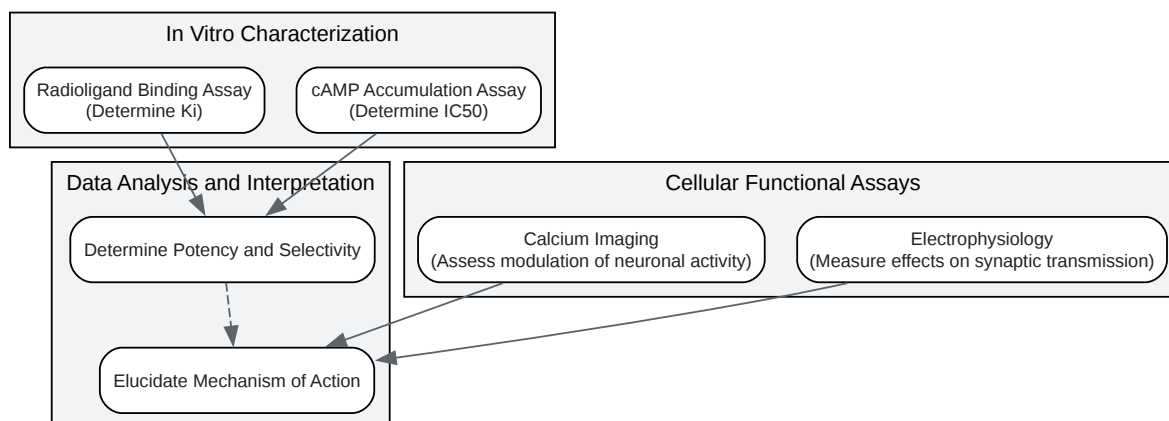 In Vitro Characterization
Radioligand Binding Assay
(Determine Ki)
cAMP Accumulation Assay
(Determine IC50)
Data Analysis and Interpretation
Determine Potency and Selectivity
Cellular Functional Assays
Calcium Imaging
(Assess modulation of neuronal activity)
Electrophysiology
(Measure effects on synaptic transmission)
Elucidate Mechanism of Action